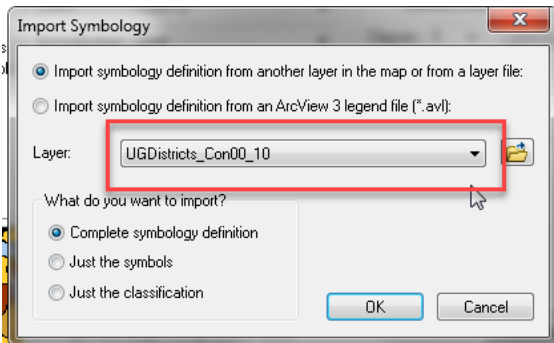 Import Symbology
Import symbology definition from another layer in the map or from a layer file:
Import symbology definition from an ArcView 3 legend file (*.avl):
Layer: UGDistricts_Con00_10
What do you want to import?
Complete symbology definition
Just the symbols
Just the classification
OK Cancel